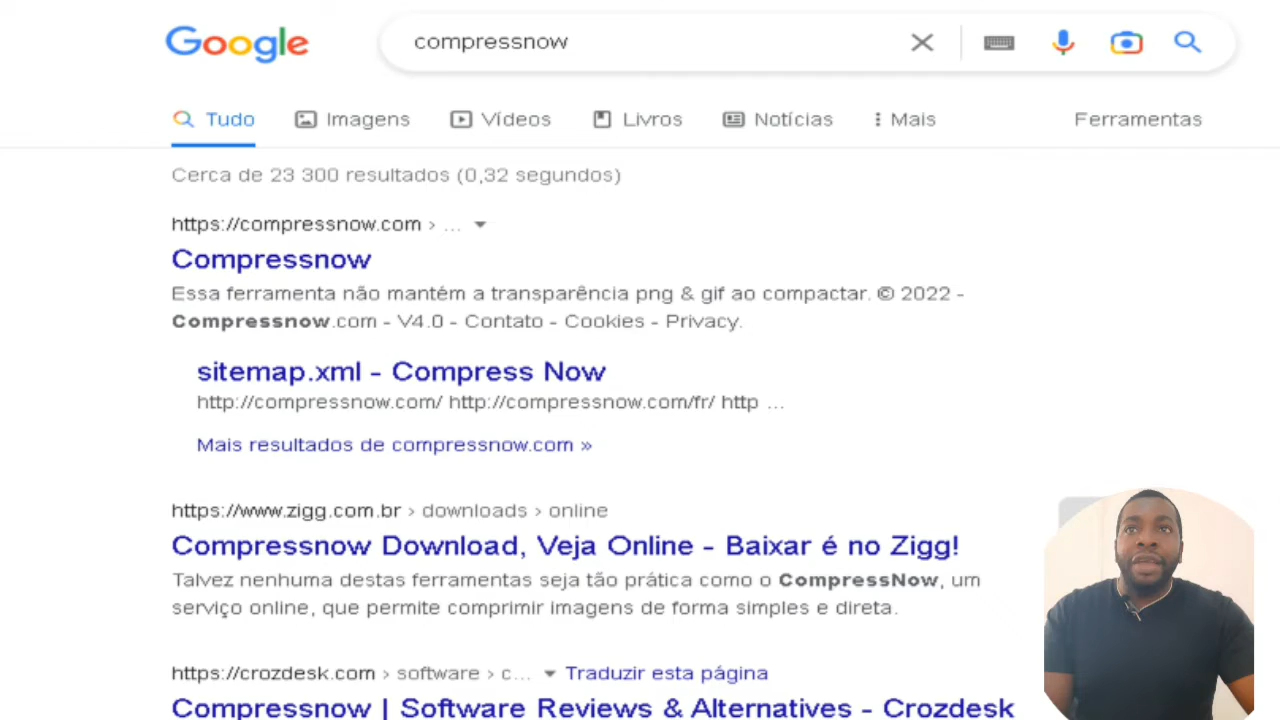 Google
compressnow
Tudo
Imagens
Vídeos
Livros
Notícias
Mais
Ferramentas
Cerca de 23 300 resultados (0,32 segundos)
https://compressnow.com › ...
Compressnow
Essa ferramenta não mantém a transparência png & gif ao compactar. © 2022 -
Compressnow.com - V4.0 - Contato - Cookies - Privacy.
sitemap.xml - Compress Now
http://compressnow.com/ http://compressnow.com/fr/ http ...
Mais resultados de compressnow.com »
https://www.zigg.com.br › downloads › online
Compressnow Download, Veja Online - Baixar é no Zigg!
Talvez nenhuma destas ferramentas seja tão prática como o CompressNow, um
serviço online, que permite comprimir imagens de forma simples e direta.
https://crozdesk.com › software › c... Traduzir esta página
Compressnow | Software Reviews & Alternatives - Crozdesk